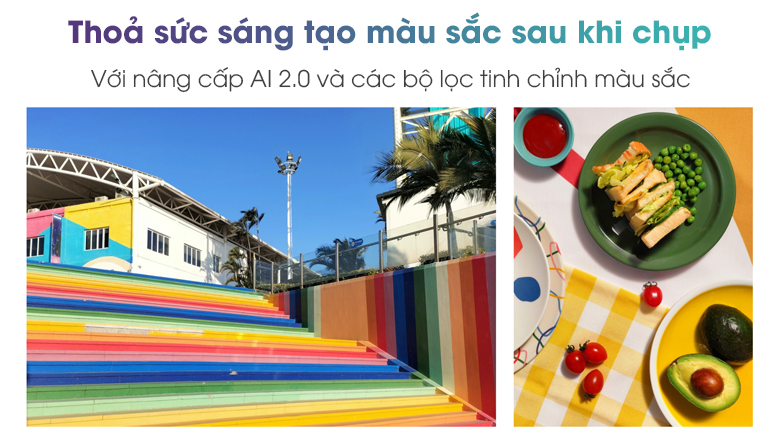 Thoả sức sáng tạo màu sắc sau khi chụp
Với nâng cấp AI 2.0 và các bộ lọc tinh chỉnh màu sắc